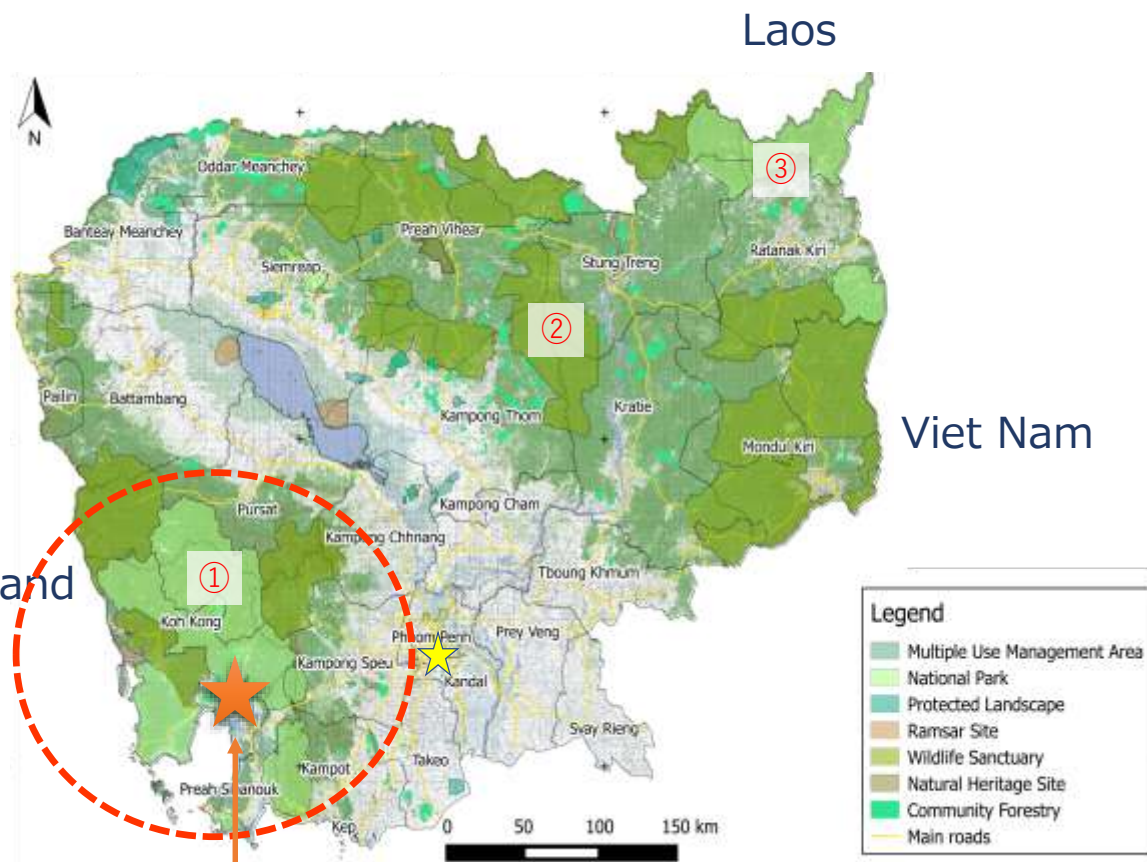 Laos
N
Oddar Meanchey
③
Banteay Meanchey
Preah Vihear
Ratanak Kiri
Siemreap
Stung Treng
②
Pailin
Battambang
Kampong Thom
Kratie
Viet Nam
Mondul Kiri
Kampong Cham
Pursat
Kampong Chhnang
①
and
Tboung Khmum
Koh Kong
Phnom Penh
Prey Veng
Kampong Speu
Kandal
Svay Rieng
Takeo
Kampot
Preah Sihanouk
Kep
0 50 100 150 km
Legend
Multiple Use Management Area
National Park
Protected Landscape
Ramsar Site
Wildlife Sanctuary
Natural Heritage Site
Community Forestry
Main roads